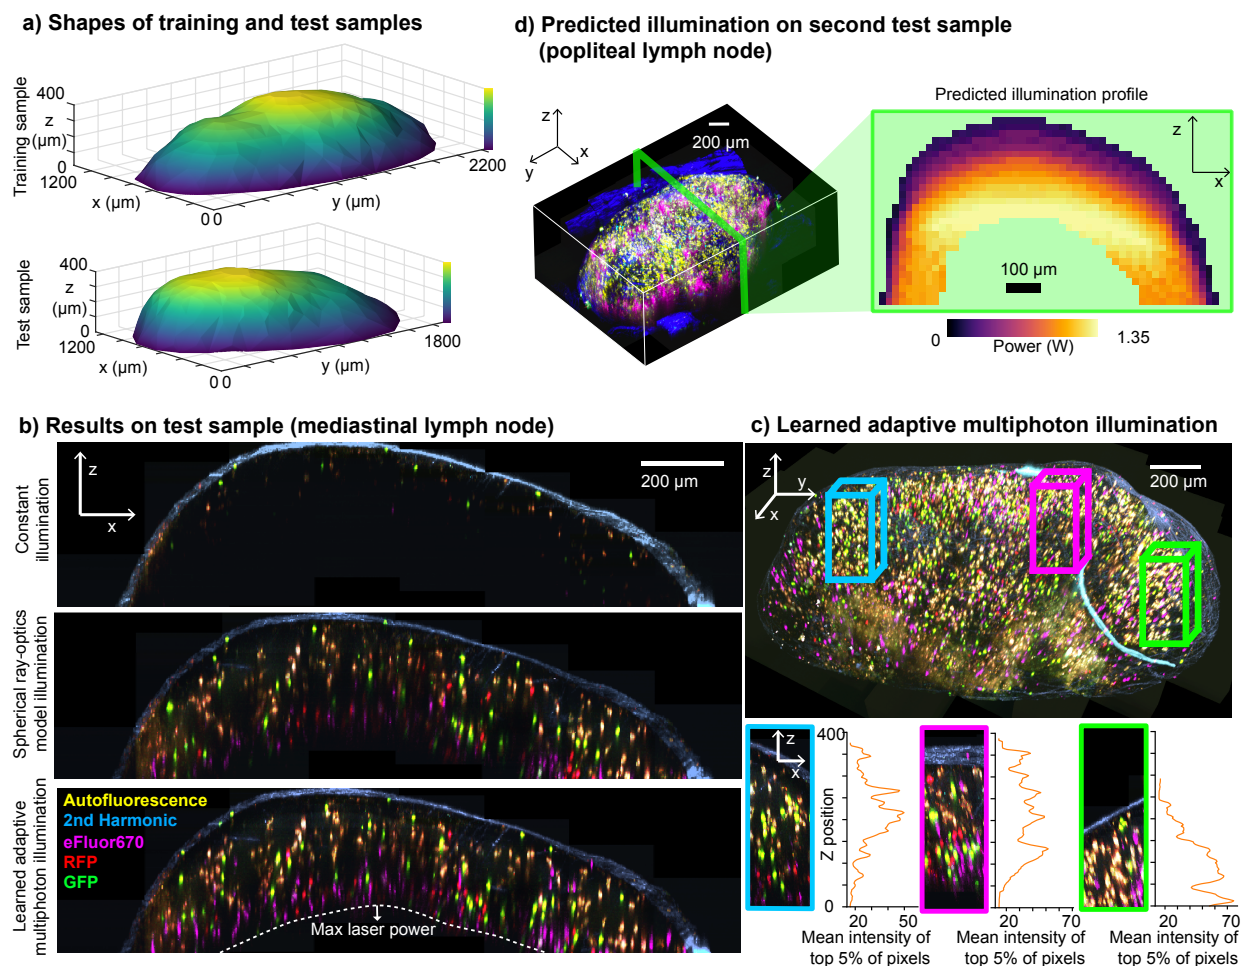 a) Shapes of training and test samples
Training sample
400
z
(µm)
0
1200
x (µm)
0 0
y (µm)
2200
Test sample
400
z
(µm)
0
1200
x (µm)
0 0
y (µm)
1800
d) Predicted illumination on second test sample
(popliteal lymph node)
z
x
y
200 µm
Predicted illumination profile
z
x
100 µm
0
1.35
Power (W)
b) Results on test sample (mediastinal lymph node)
Constant
illumination
z
x
200 µm
Spherical ray-optics
model illumination
Learned adaptive
multiphoton illumination
Autofluorescence
2nd Harmonic
eFluor670
RFP
GFP
Max laser power
c) Learned adaptive multiphoton illumination
z
y
x
200 µm
z
x
400
Z position
0
20
50
Mean intensity of
top 5% of pixels
20
70
Mean intensity of
top 5% of pixels
20
70
Mean intensity of
top 5% of pixels